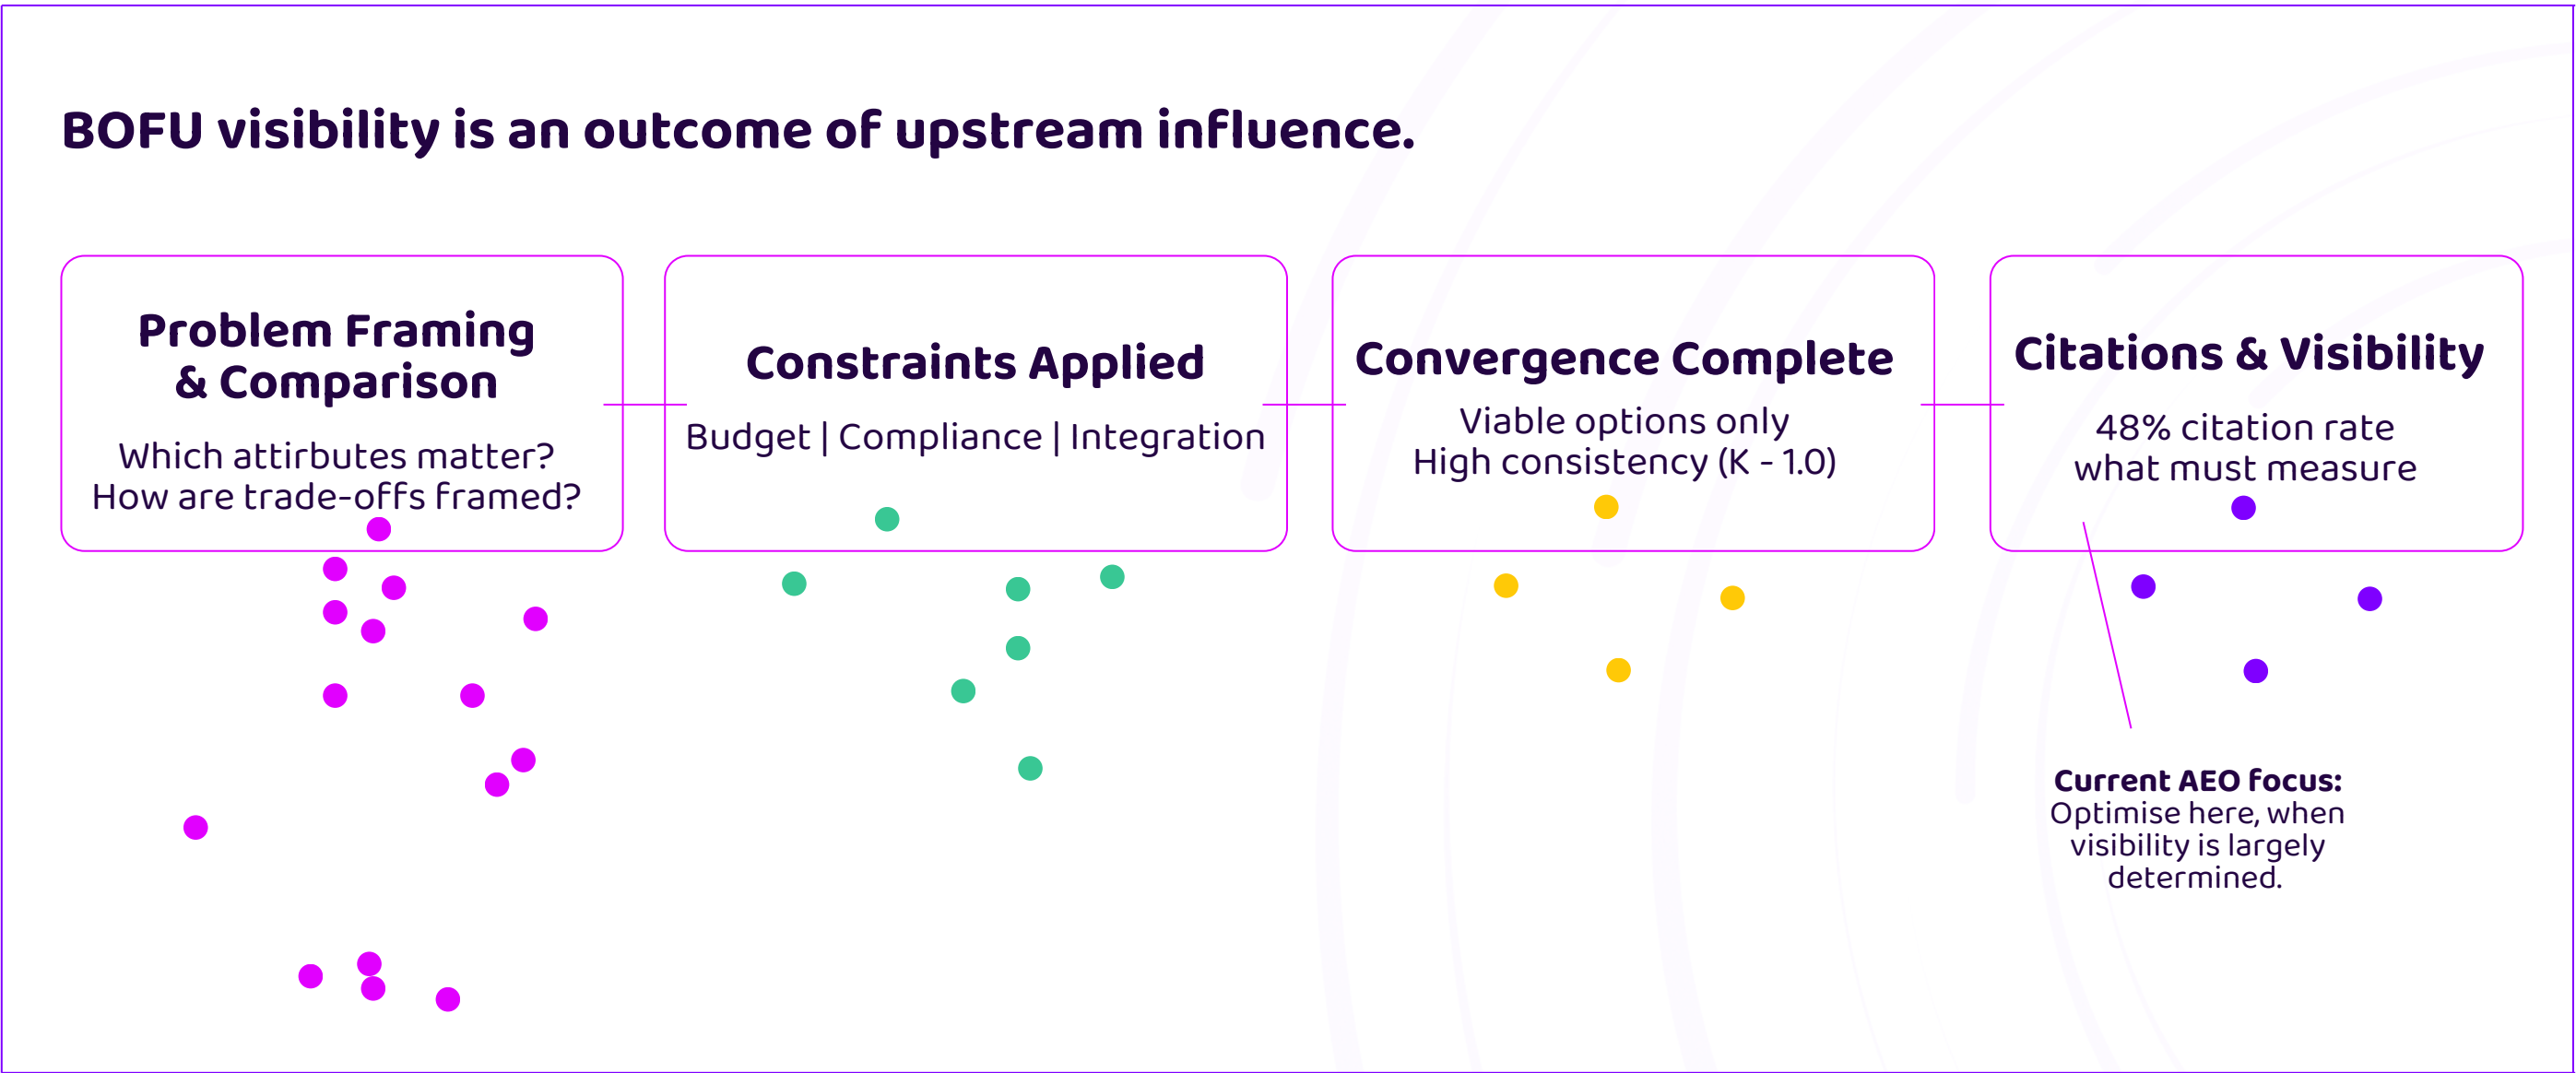 BOFU visibility is an outcome of upstream influence.
Problem Framing
& Comparison
Which attirbutes matter?
How are trade-offs framed?
Constraints Applied
Budget | Compliance | Integration
Convergence Complete
Viable options only
High consistency (K - 1.0)
Citations & Visibility
48% citation rate
what must measure
Current AEO focus:
Optimise here, when
visibility is largely
determined.